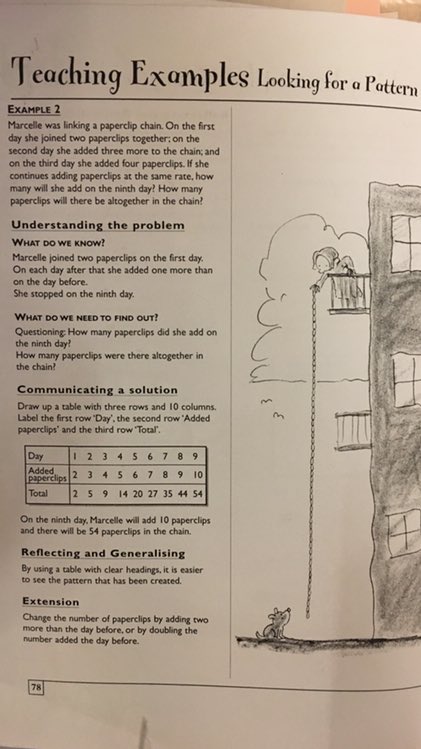 Teaching Examples Looking for a Pattern
EXAMPLE 2
Marcelle was linking a paperclip chain. On the first
day she joined two paperclips together; on the
second day she added three more to the chain; and
on the third day she added four paperclips. If she
continues adding paperclips at the same rate, how
many will she add on the ninth day? How many
paperclips will there be altogether in the chain?
Understanding the problem
WHAT DO WE KNOW?
Marcelle joined two paperclips on the first day.
On each day after that she added one more than
on the day before.
She stopped on the ninth day.
WHAT DO WE NEED TO FIND OUT?
Questioning: How many paperclips did she add on
the ninth day?
How many paperclips were there altogether in
the chain?
Communicating a solution
Draw up a table with three rows and 10 columns.
Label the first row 'Day', the second row 'Added
paperclips' and the third row 'Total'.
Day 1 2 3 4 5 6 7 8 9
Added
paperclips 2 3 4 5 6 7 8 9 10
Total 2 5 9 14 20 27 35 44 54
On the ninth day, Marcelle will add 10 paperclips
and there will be 54 paperclips in the chain.
Reflecting and Generalising
By using a table with clear headings, it is easier
to see the pattern that has been created.
Extension
Change the number of paperclips by adding two
more than the day before, or by doubling the
number added the day before.
78